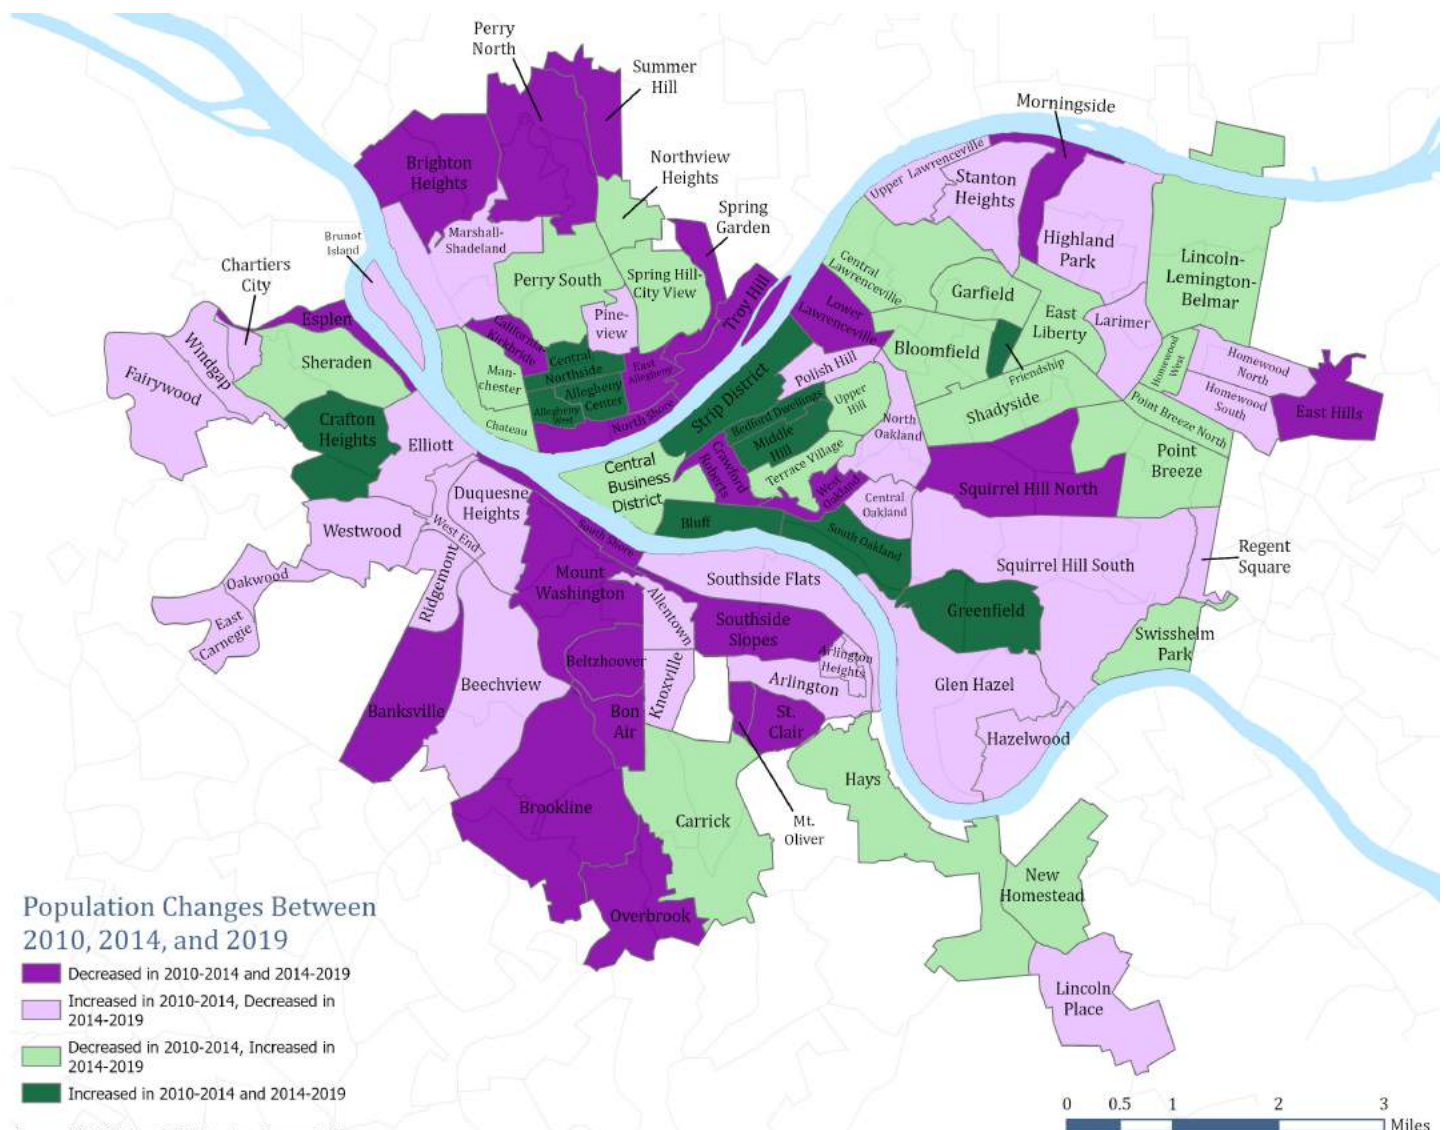 Perry
North
Summer
Hill
Morningside
Brighton
Heights
Northview
Heights
Upper Lawrenceville
Stanton
Heights
Spring
Garden
Brunot
Island
Marshall-
Shadeland
Highland
Park
Chartiers
City
Perry South
Spring Hill-
City View
Central
Lawrenceville
Garfield
Lincoln-
Lemington-
Belmar
Troy Hill
Lower
Lawrenceville
East
Liberty
Larimer
Esplen
Pine-
view
California-
Kirkbride
Windgap
Sheraden
Central
Northside
East
Allegheny
Bloomfield
Friendship
Homewood
West
Homewood
North
Fairywood
Man-
chester
Allegheny
Center
Allegheny
West
Polish Hill
Strip District
Homewood
South
East Hills
Crafton
Heights
Chateau
North Shore
Bedford Dwellings
Upper
Hill
Shadyside
Point Breeze North
Elliott
Middle
Hill
North
Oakland
Point
Breeze
Central
Business
District
Crawford
Roberts
Terrace Village
West
Oakland
Squirrel Hill North
Duquesne
Heights
Central
Oakland
Westwood
West End
South Shore
Bluff
South Oakland
Squirrel Hill South
Regent
Square
Oakwood
Ridgemont
Mount
Washington
Southside Flats
East
Carnegie
Allentown
Southside
Slopes
Greenfield
Swisshelm
Park
Beltzhoover
Arlington
Heights
Beechview
Knoxville
Arlington
Glen Hazel
Banksville
Bon
Air
St.
Clair
Hazelwood
Hays
Brookline
Carrick
Mt.
Oliver
New
Homestead
Overbrook
Lincoln
Place
Population Changes Between
2010, 2014, and 2019
Decreased in 2010-2014 and 2014-2019
Increased in 2010-2014, Decreased in
2014-2019
Decreased in 2010-2014, Increased in
2014-2019
Increased in 2010-2014 and 2014-2019
0 0.5 1 2 3
Miles